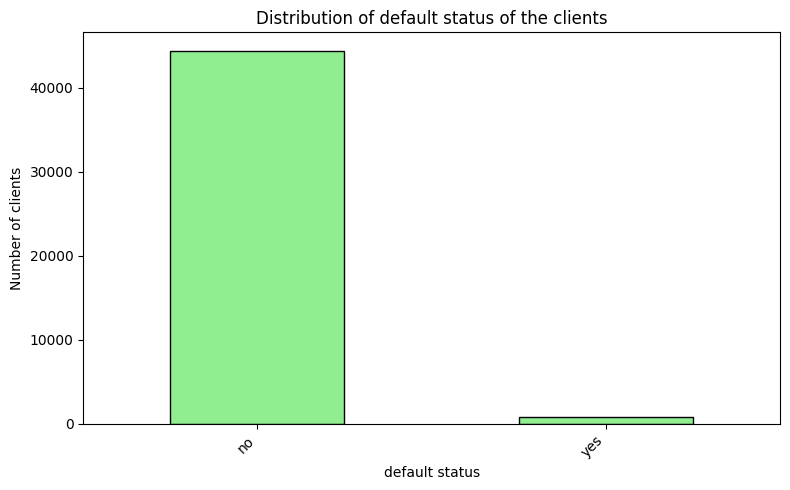 Distribution of default status of the clients
Number of clients
40000
30000
20000
10000
0
no
yes
default status